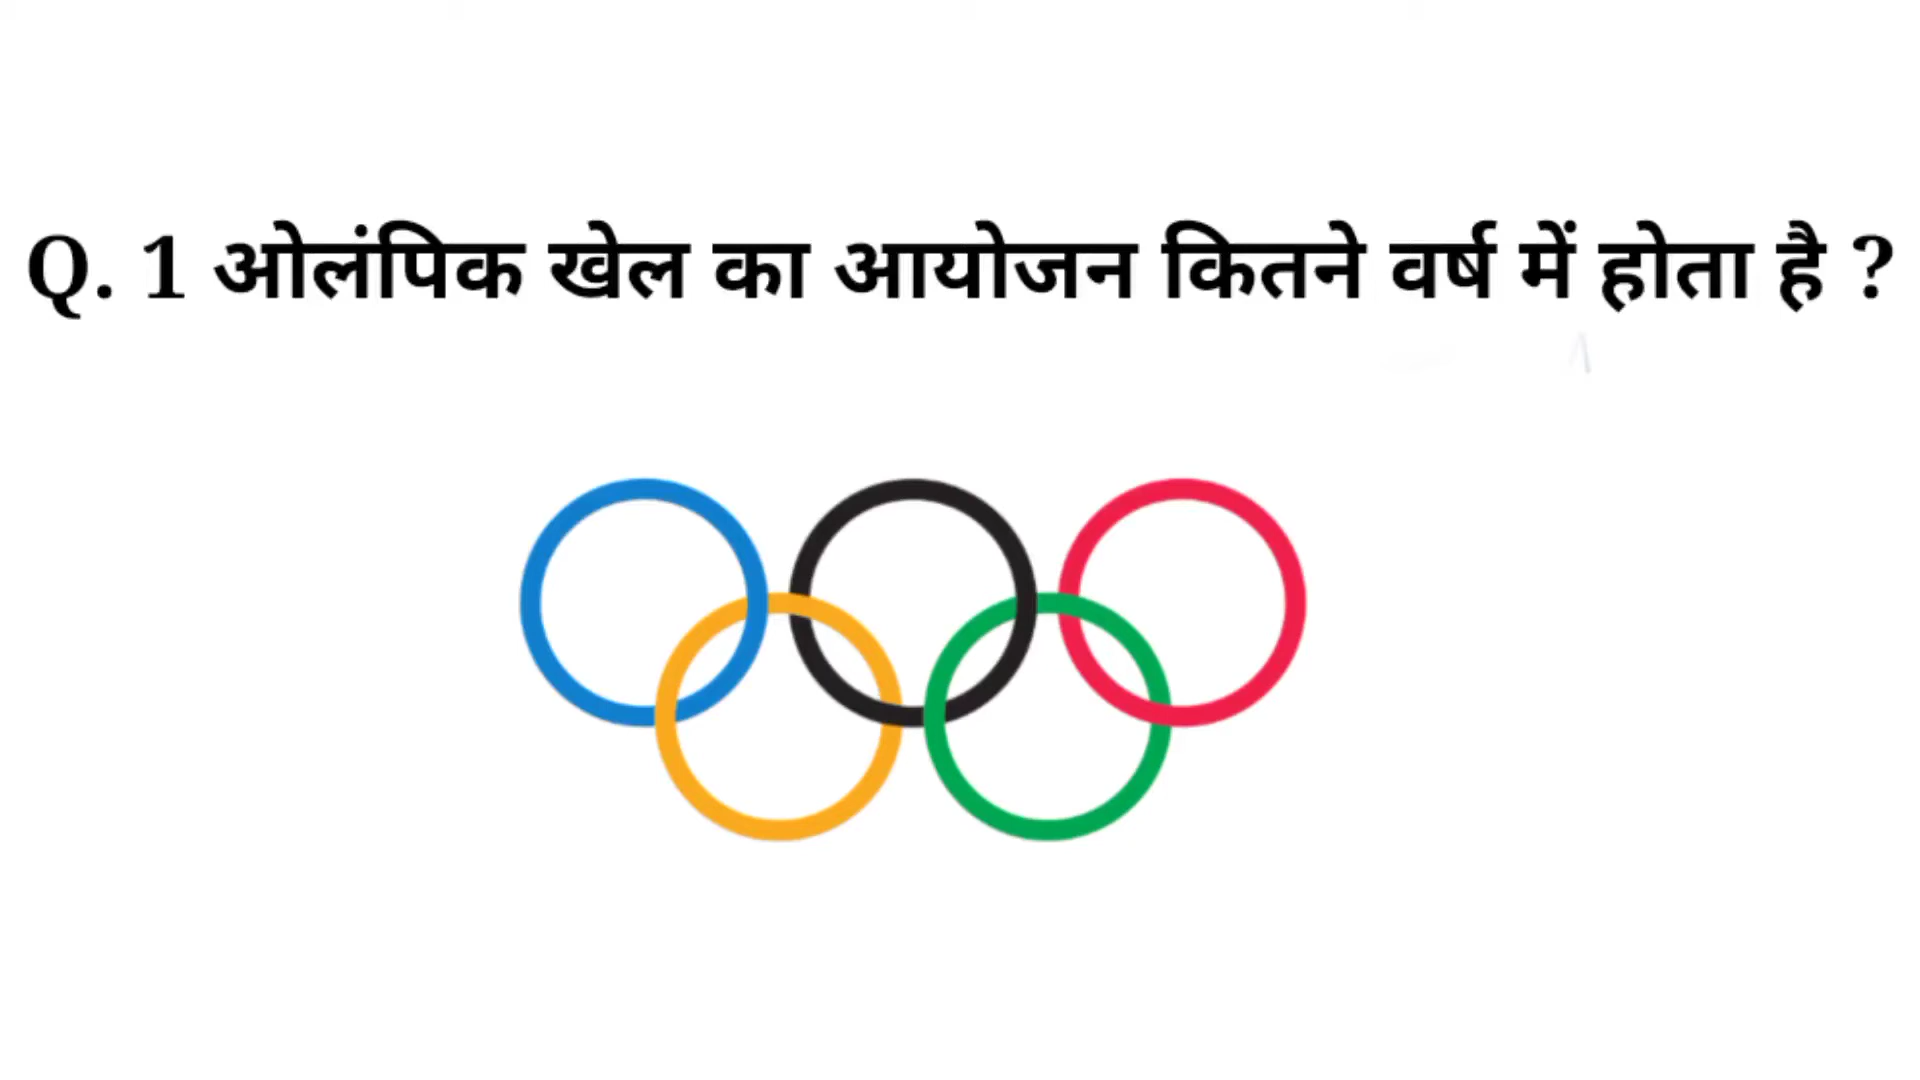 Q. 1 ओलंपिक खेल का आयोजन कितने वर्ष में होता है ?